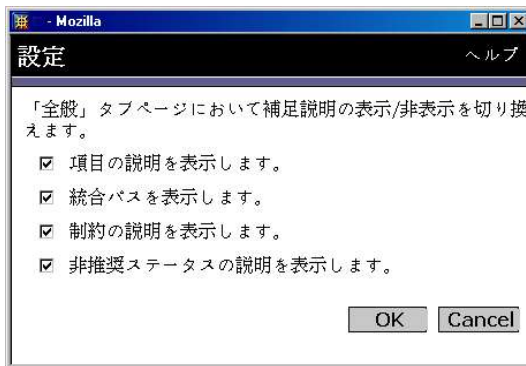 - Mozilla
設定
ヘルプ
「全般」タブページにおいて補足説明の表示/非表示を切り換
えます。
項目の説明を表示します。
統合パスを表示します。
制約の説明を表示します。
非推奨ステータスの説明を表示します。
OK
Cancel